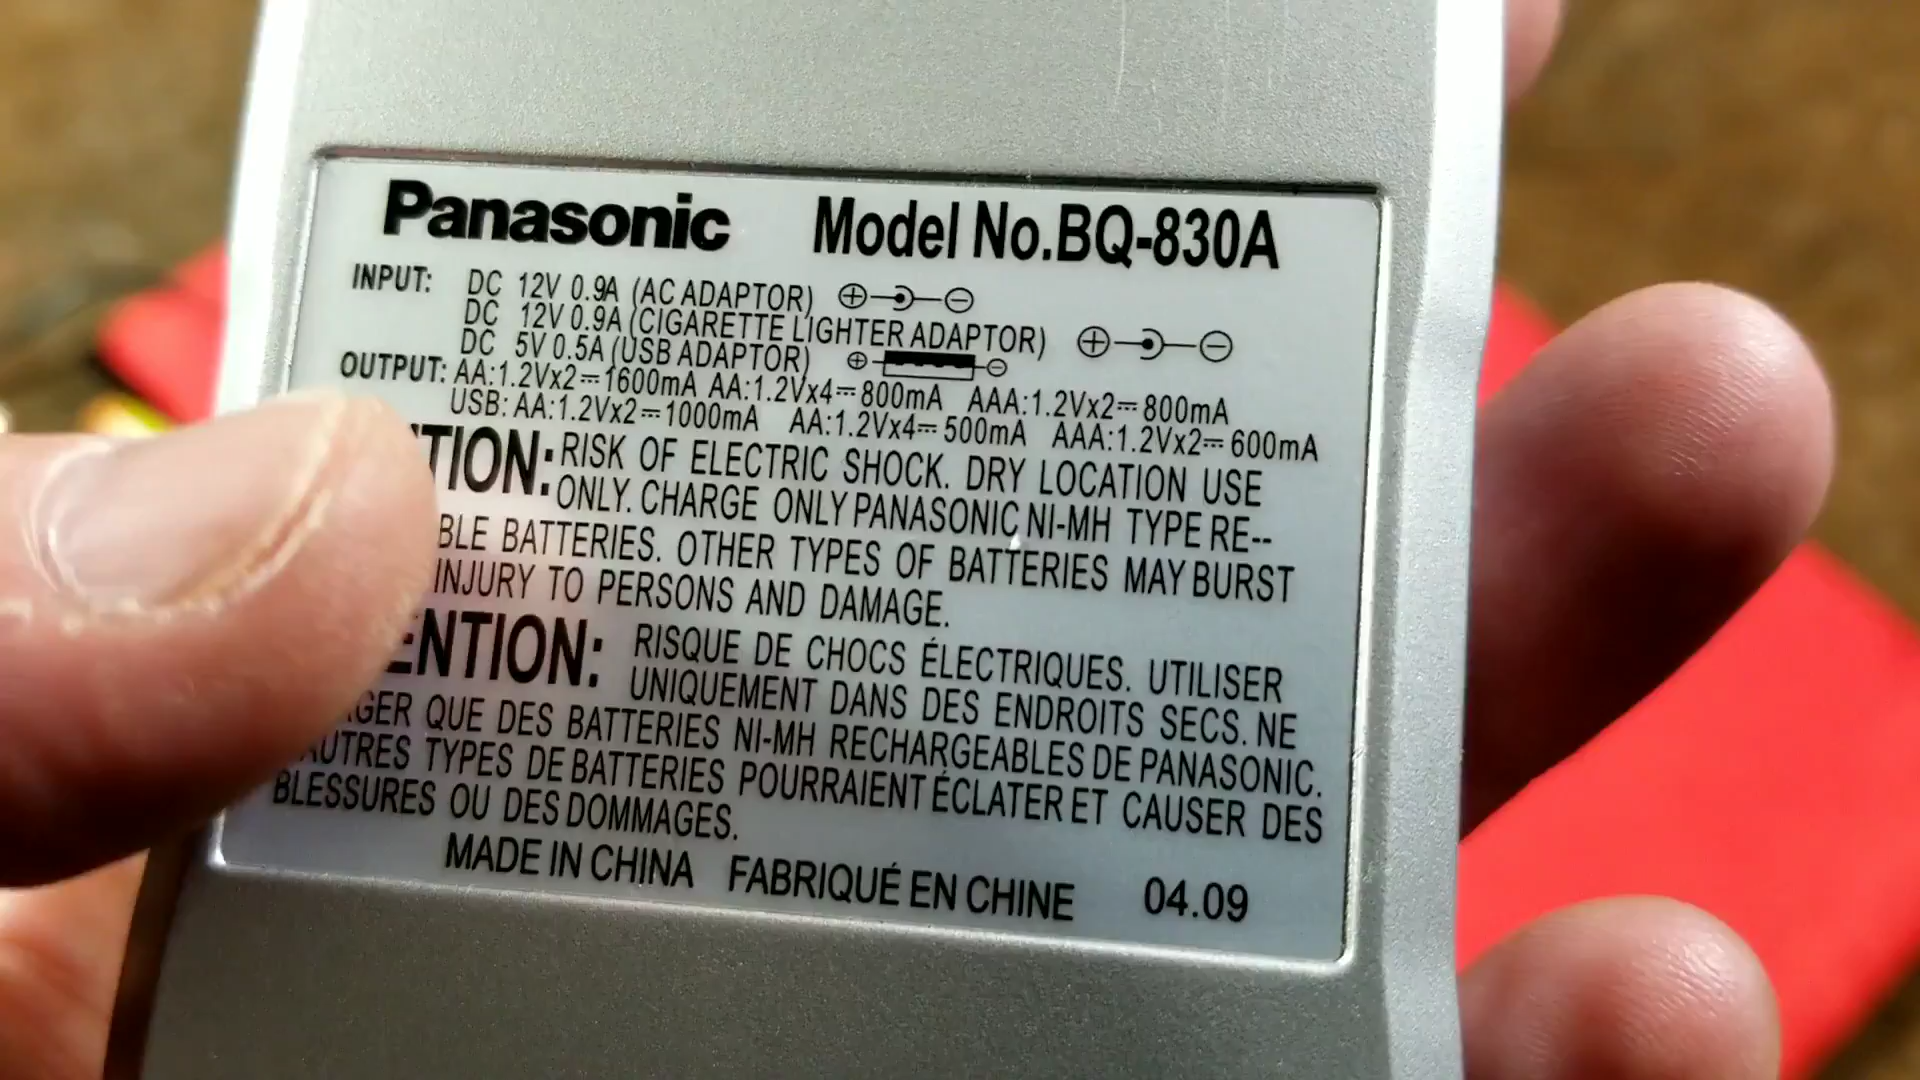 Panasonic Model No.BQ-830A
INPUT: DC 12V 0.9A (AC ADAPTOR) ⊕ ⊖
DC 12V 0.9A (CIGARETTE LIGHTER ADAPTOR) ⊕ ⊖
DC 5V 0.5A (USB ADAPTOR) ⊕ ⊖
OUTPUT: AA:1.2Vx2⎓1600mA AA:1.2Vx4⎓800mA AAA:1.2Vx2⎓800mA
USB: AA:1.2Vx2⎓1000mA AA:1.2Vx4⎓500mA AAA:1.2Vx2⎓600mA
TION: RISK OF ELECTRIC SHOCK. DRY LOCATION USE
ONLY. CHARGE ONLY PANASONIC NI-MH TYPE RE--
BLE BATTERIES. OTHER TYPES OF BATTERIES MAY BURST
INJURY TO PERSONS AND DAMAGE.
ENTION: RISQUE DE CHOCS ÉLECTRIQUES. UTILISER
UNIQUEMENT DANS DES ENDROITS SECS. NE
GER QUE DES BATTERIES NI-MH RECHARGEABLES DE PANASONIC.
AUTRES TYPES DE BATTERIES POURRAIENT ÉCLATER ET CAUSER DES
BLESSURES OU DES DOMMAGES.
MADE IN CHINA FABRIQUÉ EN CHINE 04.09